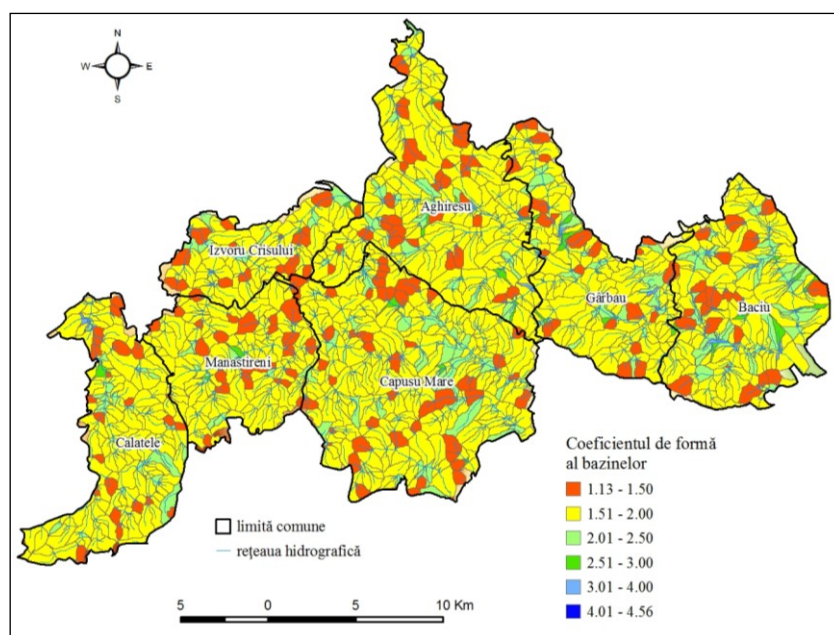 N
W E
S
Aghiresu
Izvoru Crisului
Gârbau
Baciu
Manastireni
Capusu Mare
Calatele
Coeficientul de formă
al bazinelor
1.13 - 1.50
1.51 - 2.00
2.01 - 2.50
2.51 - 3.00
3.01 - 4.00
4.01 - 4.56
limită comune
rețeaua hidrografică
5 0 5 10 Km